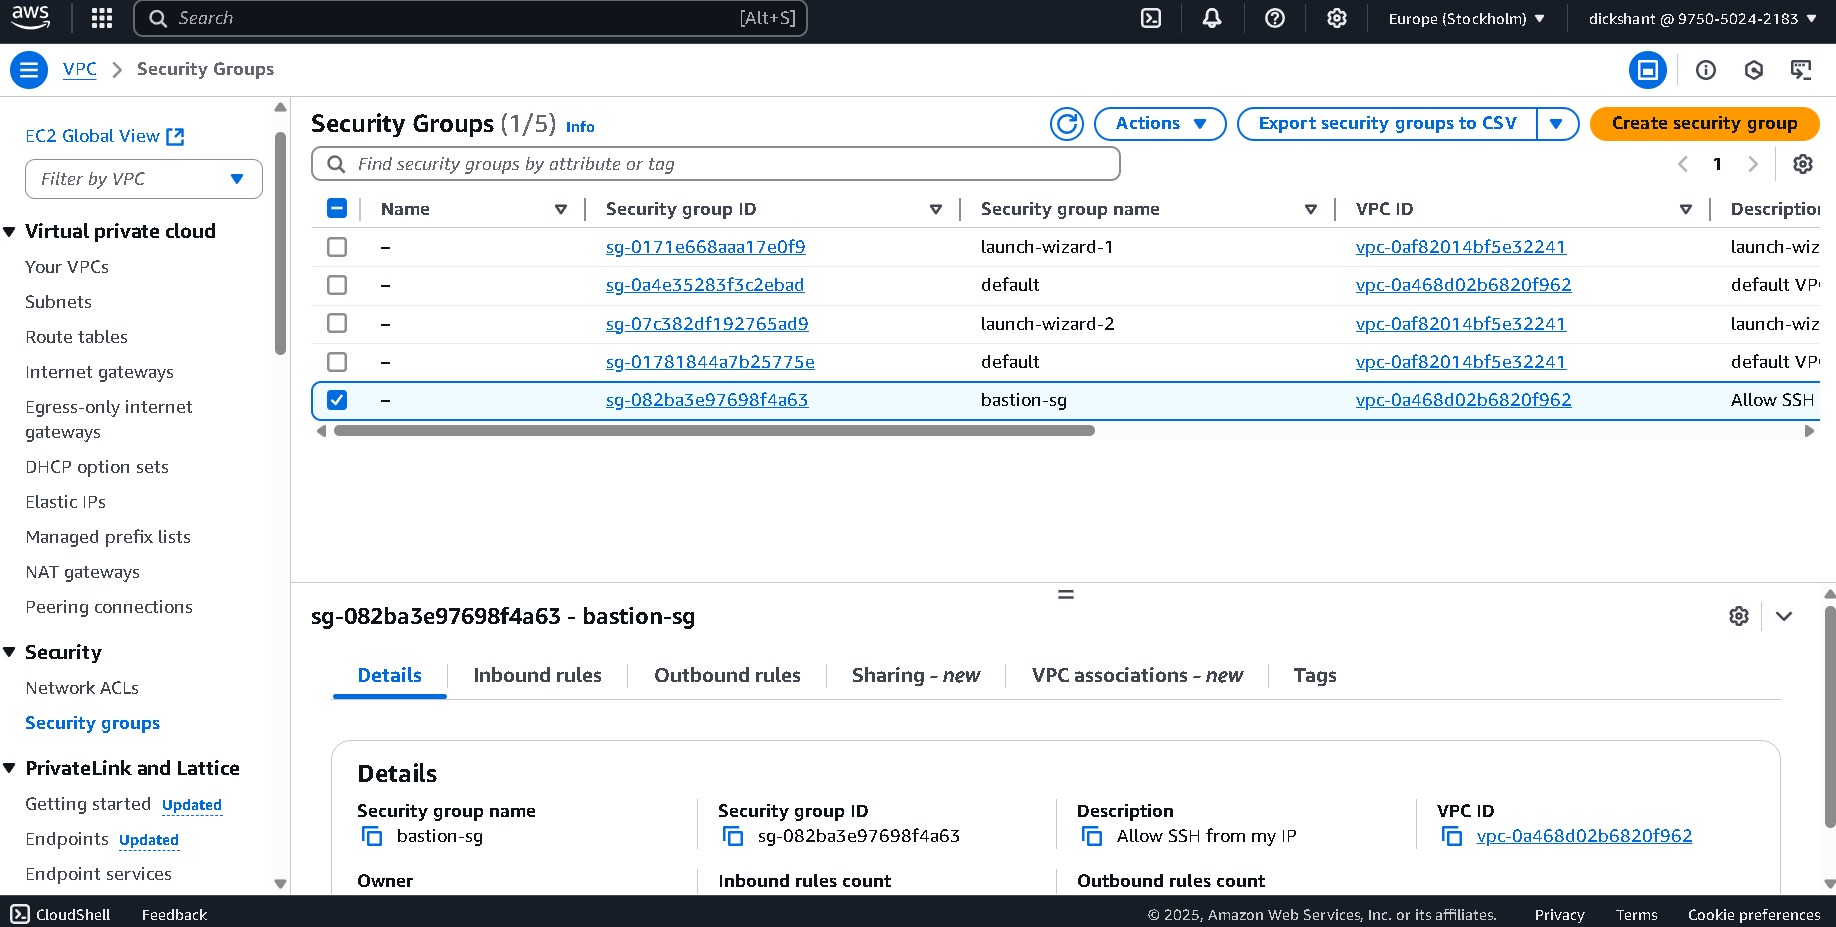 aws
Search [Alt+S] Europe (Stockholm) dickshant @ 9750-5024-2183
VPC Security Groups
EC2 Global View
Filter by VPC
Virtual private cloud
Your VPCs
Subnets
Route tables
Internet gateways
Egress-only internet
gateways
DHCP option sets
Elastic IPs
Managed prefix lists
NAT gateways
Peering connections
Security
Network ACLs
Security groups
PrivateLink and Lattice
Getting started Updated
Endpoints Updated
Endpoint services
Security Groups (1/5) Info Actions Export security groups to CSV Create security group
Find security groups by attribute or tag 1
Name Security group ID Security group name VPC ID Description
– sg-0171e668aaa17e0f9 launch-wizard-1 vpc-0af82014bf5e32241 launch-wiz
– sg-0a4e35283f3c2ebad default vpc-0a468d02b6820f962 default VP
– sg-07c382df192765ad9 launch-wizard-2 vpc-0af82014bf5e32241 launch-wiz
– sg-01781844a7b25775e default vpc-0af82014bf5e32241 default VP
– sg-082ba3e97698f4a63 bastion-sg vpc-0a468d02b6820f962 Allow SSH
sg-082ba3e97698f4a63 - bastion-sg
Details Inbound rules Outbound rules Sharing - new VPC associations - new Tags
Details
Security group name Security group ID Description VPC ID
bastion-sg sg-082ba3e97698f4a63 Allow SSH from my IP vpc-0a468d02b6820f962
Owner Inbound rules count Outbound rules count
CloudShell Feedback © 2025, Amazon Web Services, Inc. or its affiliates. Privacy Terms Cookie preferences